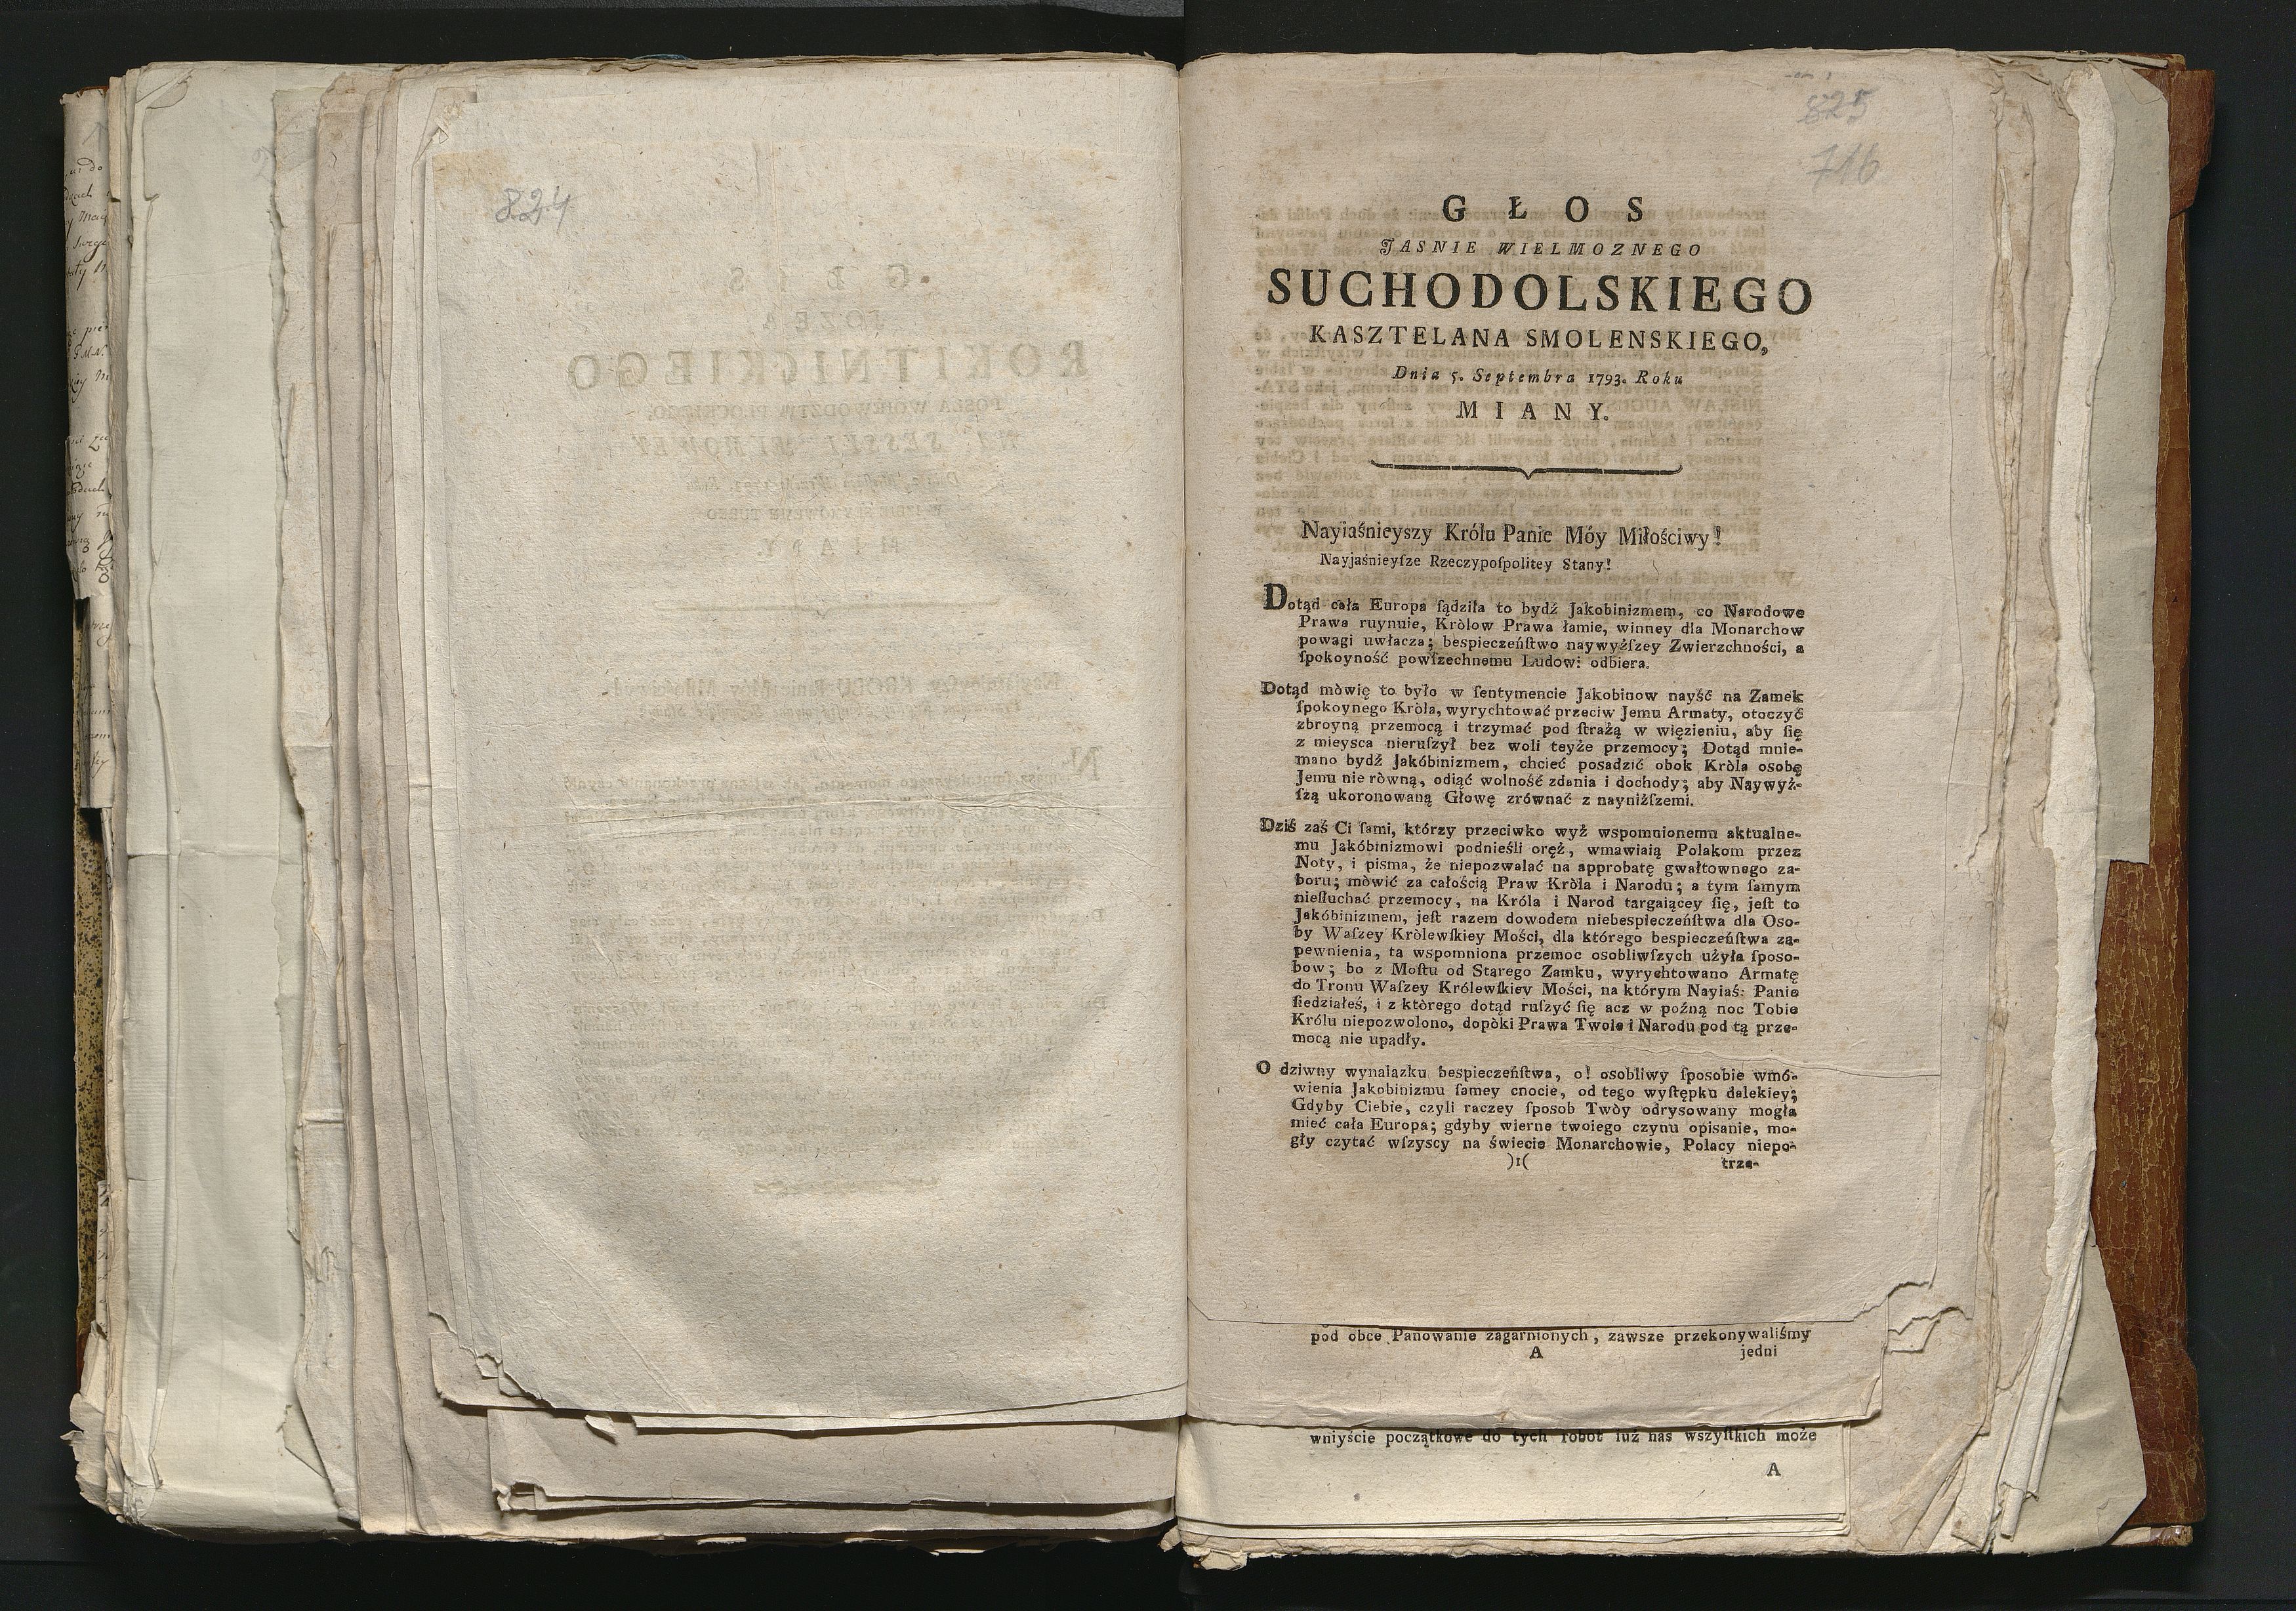 824
825
716
GŁOS
JASNIE WIELMOZNEGO
SUCHODOLSKIEGO
KASZTELANA SMOLENSKIEGO,
Dnia 5. Septembra 1793. Roku
MIANY.
Nayiaśnieyszy Królu Panie Móy Miłościwy!
Nayjaśnieyſze Rzeczypoſpolitey Stany!
Dotąd cała Europa ſądziła to bydź Jakobinizmem, co Narodowe
Prawa ruynuie, Kròlow Prawa łamie, winney dla Monarchow
powagi uwłacza; bespieczeńſtwo naywyżſzey Zwierzchności, a
ſpokoyność powſzechnemu Ludowi odbiera.
Dotąd mòwię to było w ſentymencie Jakobinow nayść na Zamek
ſpokoynego Kròla, wyrychtować przeciw Jemu Armaty, otoczyć
zbroyną przemocą i trzymać pod ſtrażą w więzieniu, aby ſię
z mieysca nieruſzył bez woli teyże przemocy; Dotąd mnie-
mano bydź Jakóbinizmem, chcieć posadzić obok Kròla osobę
Jemu nie ròwną, odiąć wolność zdania i dochody; aby Naywyż-
ſzą ukoronowaną Głowę zrównać z nayniżſzemi.
Dziś zaś Ci ſami, którzy przeciwko wyż wspomnionemu aktualne-
mu Jakóbinizmowi podnieśli oręż, wmawiaią Polakom przez
Noty, i pisma, że niepozwalać na approbatę gwałtownego za-
boru; mòwić za całością Praw Kròla i Narodu; a tym ſamym
nieſłuchać przemocy, na Króla i Narod targaiącey ſię, jeſt to
Jakóbinizmem, jeſt razem dowodem niebespieczeńſtwa dla Oso-
by Waſzey Kròlewſkiey Mości, dla którego bespieczeńſtwa za-
pewnienia, ta wspomniona przemoc osobliwſzych użyła ſposo-
bow; bo z Moſtu od Starego Zamku, wyrychtowano Armatę
do Tronu Waſzey Królewſkiey Mości, na którym Nayiaś: Panie
ſiedziałeś, i z ktòrego dotąd ruſzyć ſię acz w poźną noc Tobie
Królu niepozwolono, dopòki Prawa Twoie i Narodu pod tą prze-
mocą nie upadły.
O dziwny wynalazku bespieczeńſtwa, o! osobliwy ſposobie wmó-
wienia Jakobinizmu ſamey cnocie, od tego wyſtępku dalekiey;
Gdyby Ciebie, czyli raczey ſposob Twòy odrysowany mogła
mieć cała Europa; gdyby wierne twoiego czynu opisanie, mo-
gły czytać wſzyscy na świecie Monarchowie, Polacy niepo-
)1(
trze-
pod obce Panowanie zagarnionych, zawsze przekonywaliśmy
A
jedni
wniyście początkowe do tych robot iuż nas wszyſtkich może
A